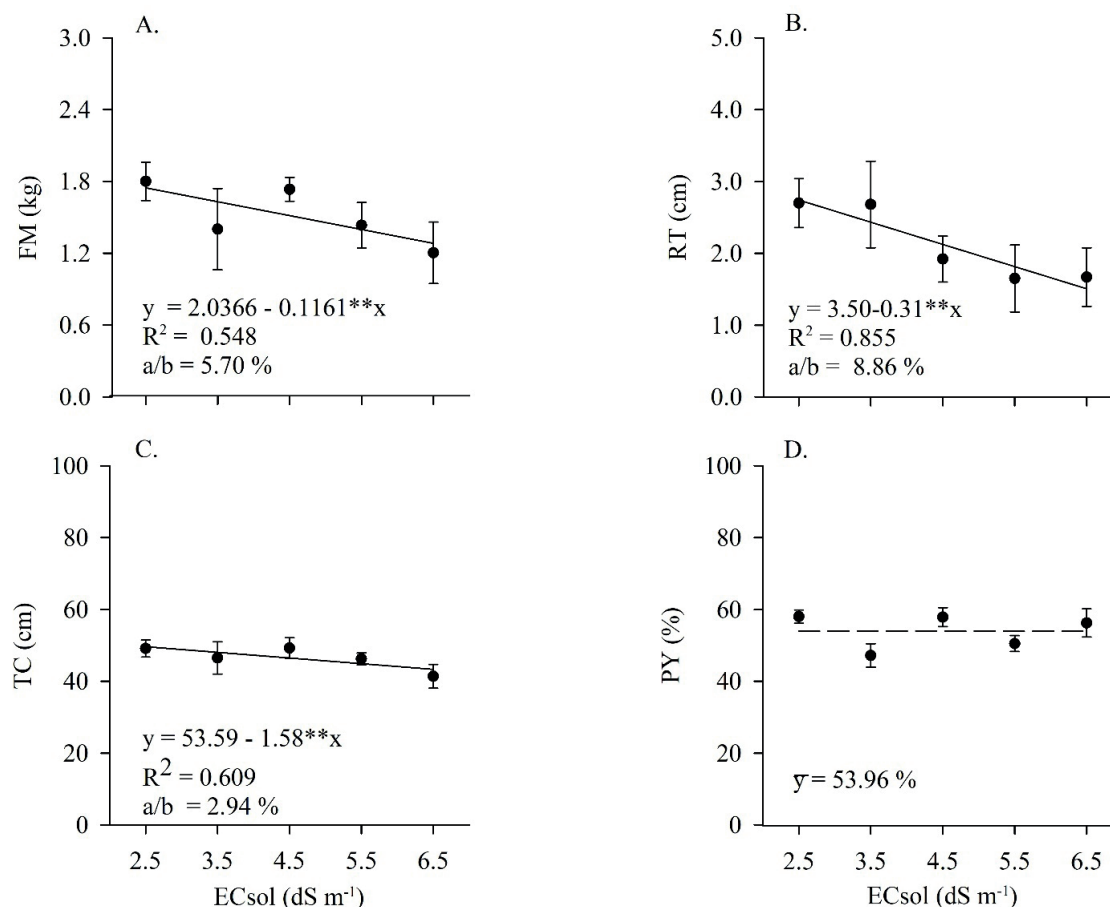 A.
3.0
2.4
1.8
1.2
0.6
0.0
FM (kg)
y = 2.0366 - 0.1161**x
R² = 0.548
a/b = 5.70 %
B.
5.0
4.0
3.0
2.0
1.0
0.0
RT (cm)
y = 3.50-0.31**x
R² = 0.855
a/b = 8.86 %
C.
100
80
60
40
20
0
TC (cm)
y = 53.59 - 1.58**x
R² = 0.609
a/b = 2.94 %
2.5 3.5 4.5 5.5 6.5
ECsol (dS m⁻¹)
D.
100
80
60
40
20
0
PY (%)
ȳ = 53.96 %
2.5 3.5 4.5 5.5 6.5
ECsol (dS m⁻¹)